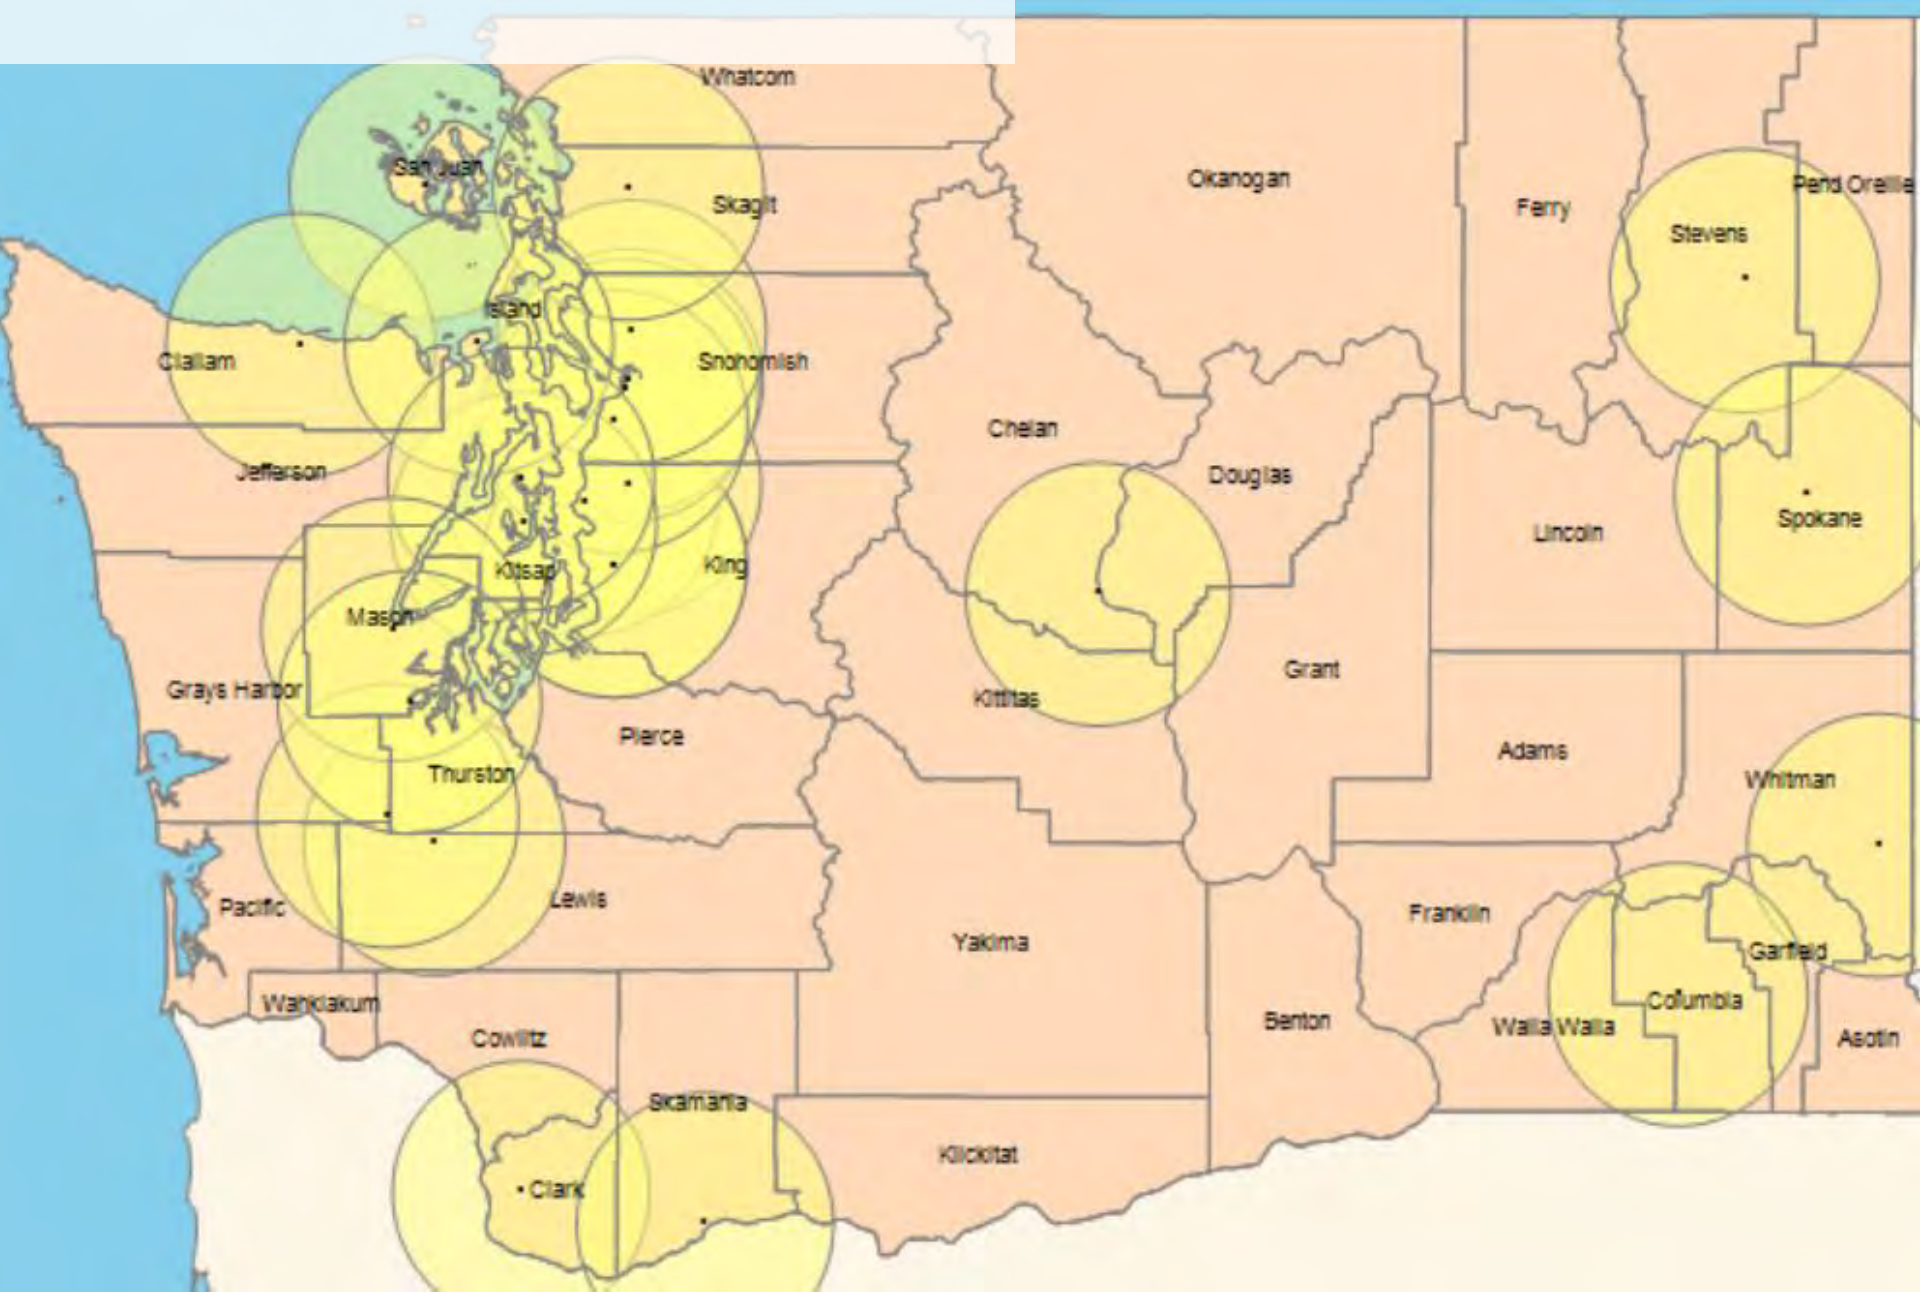 Whatcom
San Juan
Skagit
Okanogan
Ferry
Stevens
Pend Oreille
Island
Clallam
Snohomish
Chelan
Jefferson
Douglas
Lincoln
Spokane
Kitsap
King
Mason
Grays Harbor
Kittitas
Grant
Pierce
Thurston
Adams
Whitman
Pacific
Lewis
Yakima
Franklin
Garfield
Wahkiakum
Cowlitz
Benton
Walla Walla
Columbia
Asotin
Skamania
Klickitat
Clark